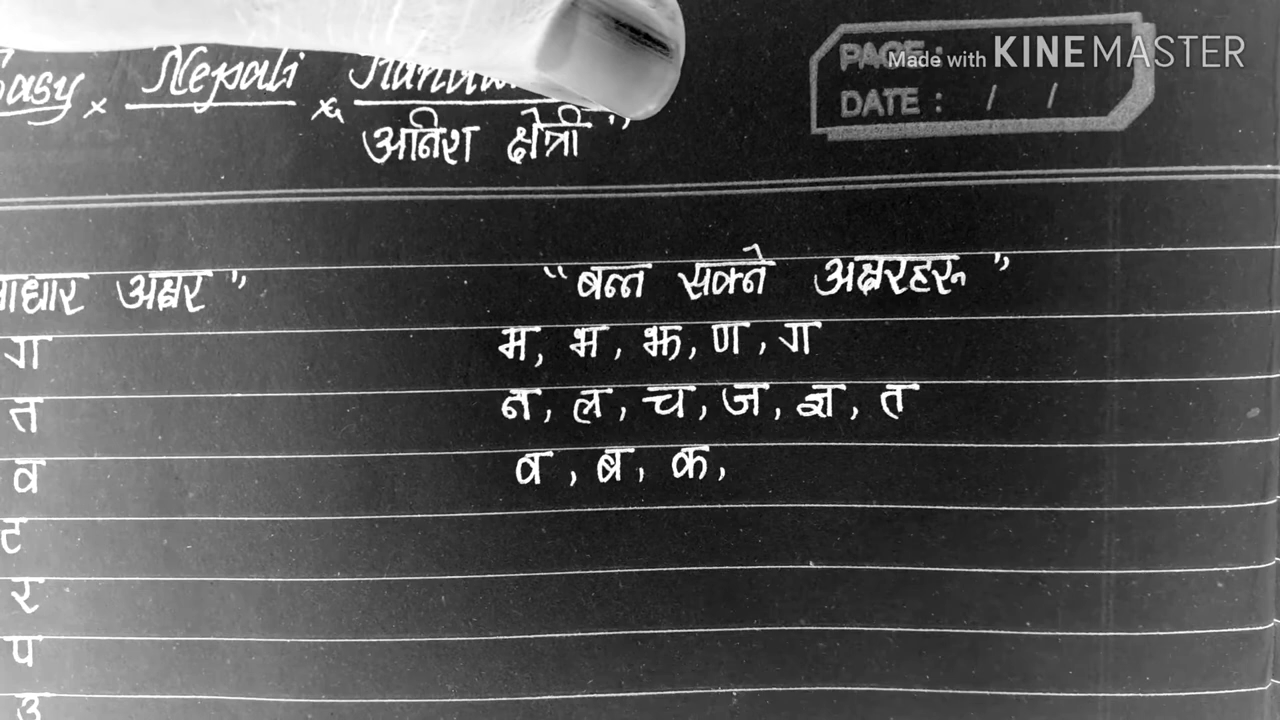 Easy × Nepali ×
अनिश क्षेत्री"
PAGE :
DATE : / /
Made with KINEMASTER
आधार अक्षर" "बन्न सक्ने अक्षरहरू"
ग म, भ, झ, ण, ग
त न, ल, च, ज, ज्ञ, त
व व, ब, क,
ट
र
प
उ